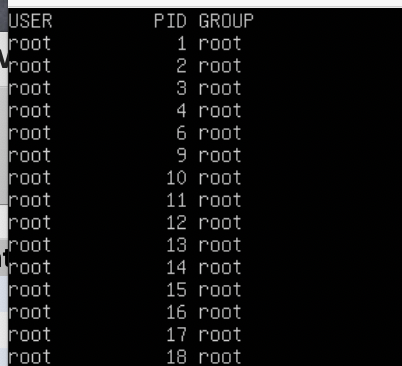 USER PID GROUP
root 1 root
root 2 root
root 3 root
root 4 root
root 6 root
root 9 root
root 10 root
root 11 root
root 12 root
root 13 root
root 14 root
root 15 root
root 16 root
root 17 root
root 18 root